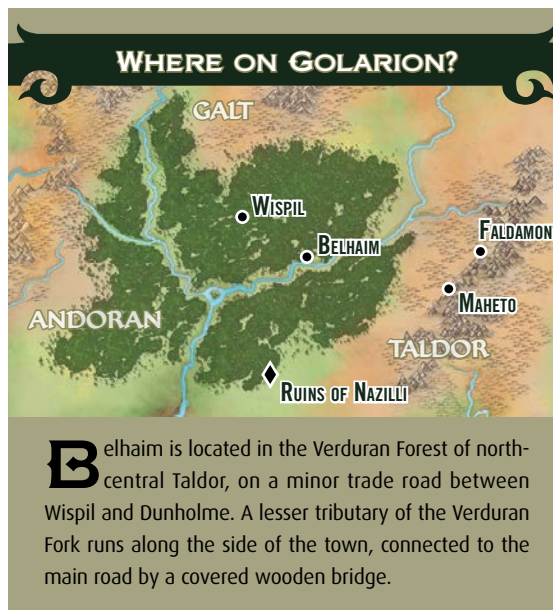 WHERE ON GOLARION?
GALT
WISPIL
BELHAIM
FALDAMONT
MAHETO
ANDORAN
TALDOR
RUINS OF NAZILLI
Belhaim is located in the Verduran Forest of north-
central Taldor, on a minor trade road between
Wispil and Dunholme. A lesser tributary of the Verduran
Fork runs along the side of the town, connected to the
main road by a covered wooden bridge.